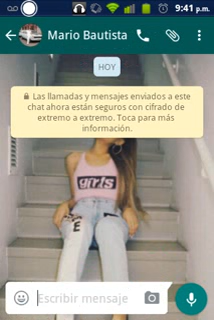 9:41 p.m.
Mario Bautista
HOY
Las llamadas y mensajes enviados a este
chat ahora están seguros con cifrado de
extremo a extremo. Toca para más
información.
girls
Escribir mensaje